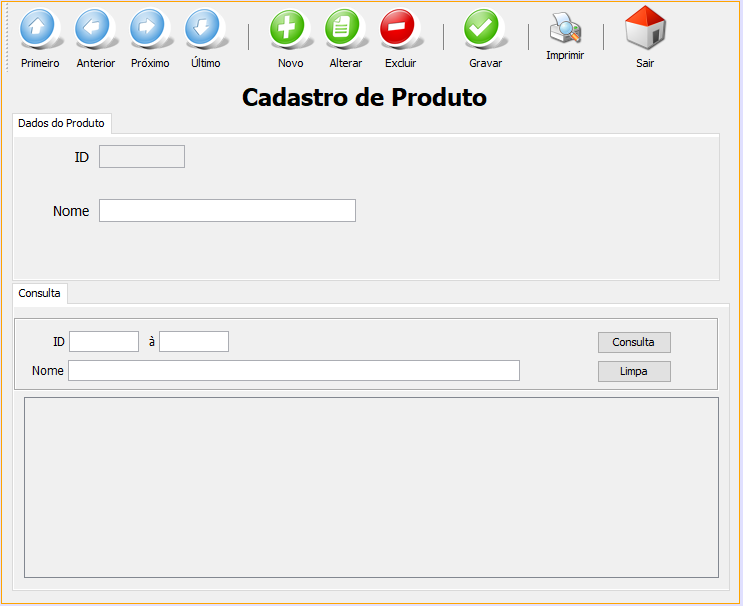 Primeiro Anterior Próximo Último Novo Alterar Excluir Gravar Imprimir Sair
Cadastro de Produto
Dados do Produto
ID
Nome
Consulta
ID à Consulta
Nome Limpa